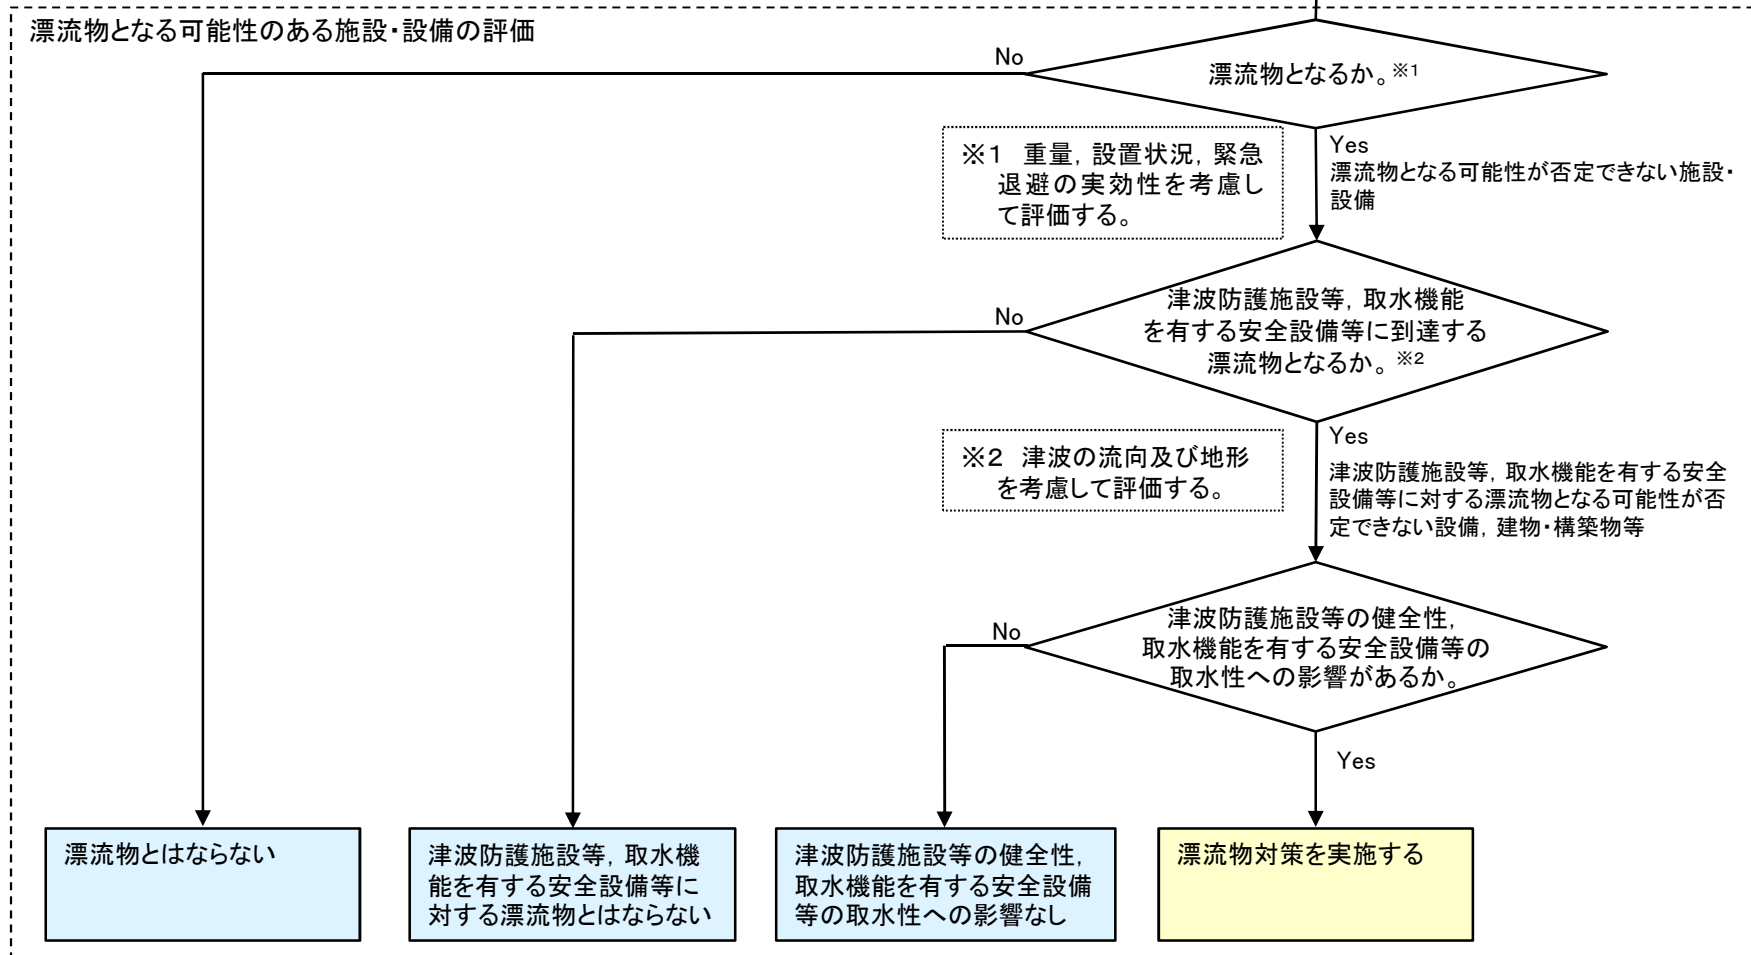 漂流物となる可能性のある施設・設備の評価
No
漂流物となるか。※1
※1 重量，設置状況，緊急
退避の実効性を考慮し
て評価する。
Yes
漂流物となる可能性が否定できない施設・
設備
No
津波防護施設等，取水機能
を有する安全設備等に到達する
漂流物となるか。※2
※2 津波の流向及び地形
を考慮して評価する。
Yes
津波防護施設等，取水機能を有する安全
設備等に対する漂流物となる可能性が否
定できない設備，建物・構築物等
No
津波防護施設等の健全性，
取水機能を有する安全設備等の
取水性への影響があるか。
Yes
漂流物とはならない
津波防護施設等，取水機
能を有する安全設備等に
対する漂流物とはならない
津波防護施設等の健全性，
取水機能を有する安全設備
等の取水性への影響なし
漂流物対策を実施する